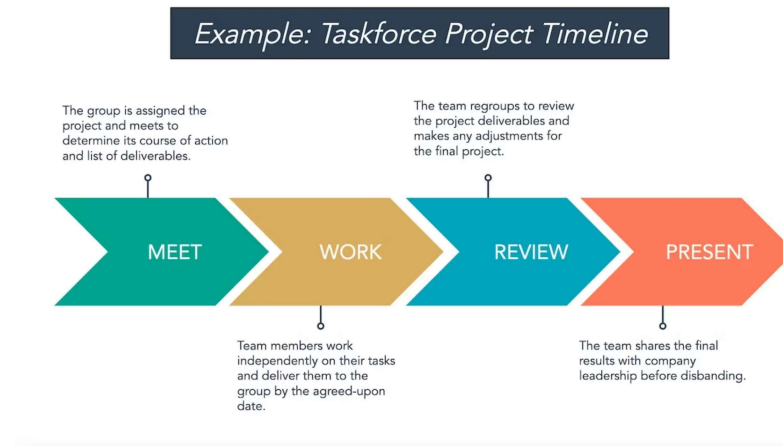 Example: Taskforce Project Timeline
The group is assigned the
project and meets to
determine its course of action
and list of deliverables.
The team regroups to review
the project deliverables and
makes any adjustments for
the final project.
MEET
WORK
REVIEW
PRESENT
Team members work
independently on their tasks
and deliver them to the
group by the agreed-upon
date.
The team shares the final
results with company
leadership before disbanding.